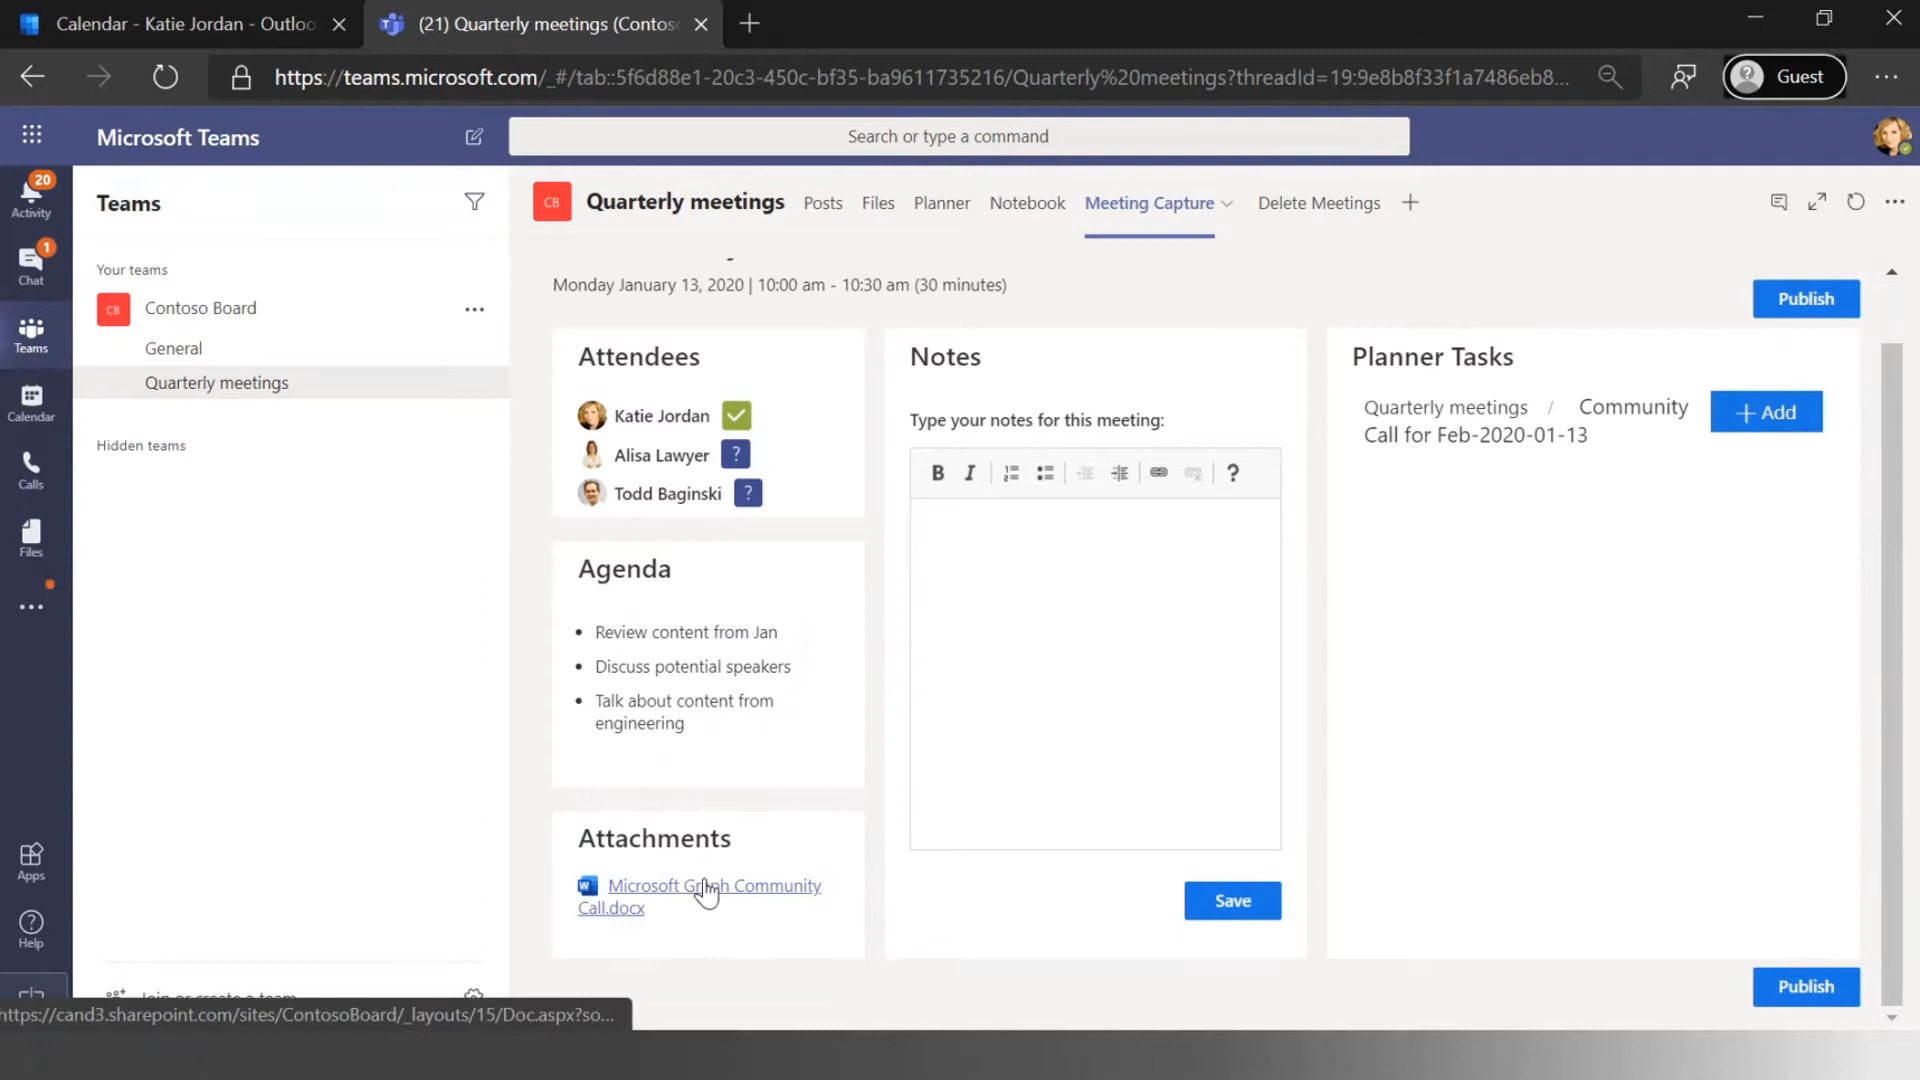 Calendar - Katie Jordan - Outloo
(21) Quarterly meetings (Contos
https://teams.microsoft.com/_#/tab::5f6d88e1-20c3-450c-bf35-ba9611735216/Quarterly%20meetings?threadId=19:9e8b8f33f1a7486eb8...
Guest
Microsoft Teams
Search or type a command
20
Activity
1
Chat
Teams
Calendar
Calls
Files
Apps
Help
Teams
Your teams
CB
Contoso Board
General
Quarterly meetings
Hidden teams
CB
Quarterly meetings
Posts
Files
Planner
Notebook
Meeting Capture
Delete Meetings
Monday January 13, 2020 | 10:00 am - 10:30 am (30 minutes)
Publish
Attendees
Katie Jordan
Alisa Lawyer ?
Todd Baginski ?
Agenda
• Review content from Jan
• Discuss potential speakers
• Talk about content from
engineering
Attachments
Microsoft Graph Community
Call.docx
Notes
Type your notes for this meeting:
B I ?
Save
Planner Tasks
Quarterly meetings / Community
Call for Feb-2020-01-13
+ Add
Publish
Join or create a team
https://cand3.sharepoint.com/sites/ContosoBoard/_layouts/15/Doc.aspx?so...